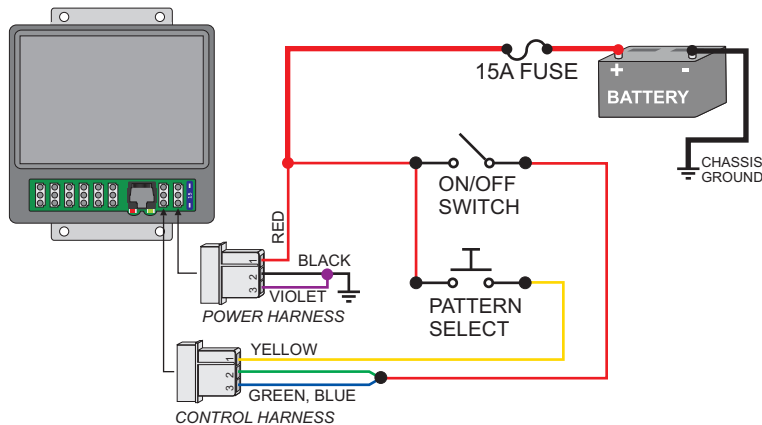 15A FUSE
+ -
BATTERY
CHASSIS
GROUND
ON/OFF
SWITCH
RED
BLACK
1
2
3
VIOLET
POWER HARNESS
PATTERN
SELECT
YELLOW
1
2
3
GREEN, BLUE
CONTROL HARNESS